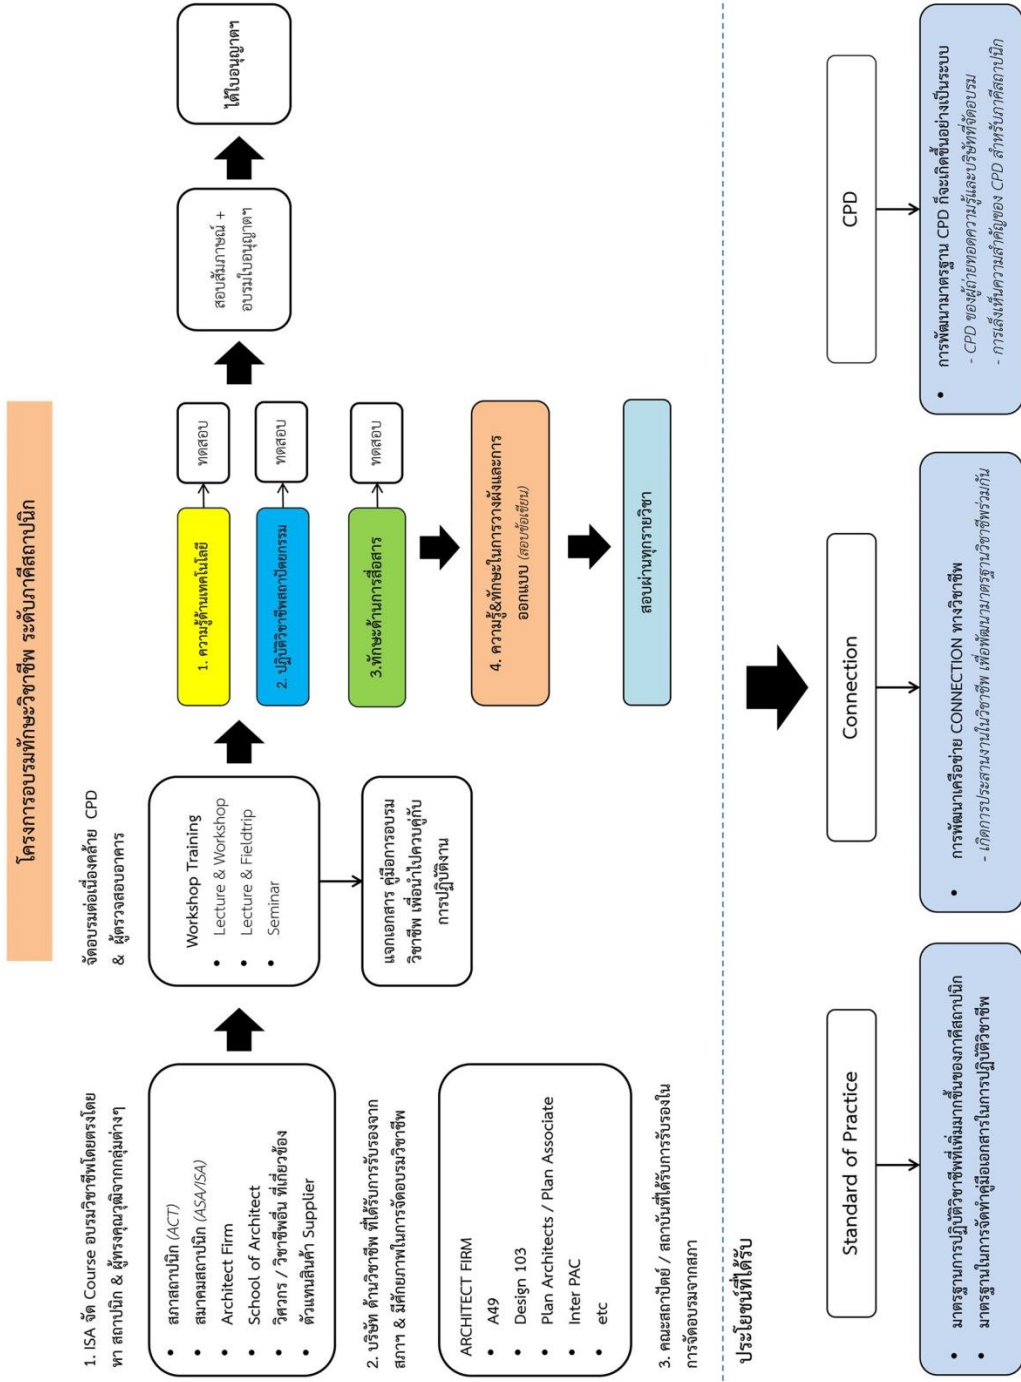 โครงการอบรมทักษะวิชาชีพ ระดับภาคีสถาปนิก
1. ISA จัด Course อบรมวิชาชีพโดยตรงโดย
หา สถาปนิก & ผู้ทรงคุณวุฒิจากกลุ่มต่างๆ
• สภาสถาปนิก (ACT)
• สมาคมสถาปนิก (ASA/ISA)
• Architect Firm
• School of Architect
• วิศวกร / วิชาชีพอื่น ที่เกี่ยวข้อง
• ตัวแทนสินค้า Supplier
2. บริษัท ด้านวิชาชีพ ที่ได้รับการรับรองจาก
สภาฯ & มีศักยภาพในการจัดอบรมวิชาชีพ
ARCHITECT FIRM
• A49
• Design 103
• Plan Architects / Plan Associate
• Inter PAC
• etc
3. คณะสถาปัตย์ / สถาบันที่ได้รับการรับรองใน
การจัดอบรมจากสภา
จัดอบรมต่อเนื่องคล้าย CPD
& ผู้ตรวจสอบอาคาร
Workshop Training
• Lecture & Workshop
• Lecture & Fieldtrip
• Seminar
แจกเอกสาร คู่มือการอบรม
วิชาชีพ เพื่อนำไปควบคู่กับ
การปฏิบัติงาน
1. ความรู้ด้านเทคโนโลยี
ทดสอบ
2. ปฏิบัติวิชาชีพสถาปัตยกรรม
ทดสอบ
3.ทักษะด้านการสื่อสาร
ทดสอบ
4. ความรู้&ทักษะในการวางผังและการ
ออกแบบ (สอบข้อเขียน)
สอบผ่านทุกรายวิชา
สอบสัมภาษณ์ +
อบรมใบอนุญาตฯ
ได้ใบอนุญาตฯ
ประโยชน์ที่ได้รับ
Standard of Practice
• มาตรฐานการปฏิบัติวิชาชีพที่เพิ่มมากขึ้นของภาคีสถาปนิก
• มาตรฐานในการจัดทำคู่มือเอกสารในการปฏิบัติวิชาชีพ
Connection
• การพัฒนาเครือข่าย CONNECTION ทางวิชาชีพ
- เกิดการประสานงานในวิชาชีพ เพื่อพัฒนามาตรฐานวิชาชีพร่วมกัน
CPD
• การพัฒนามาตรฐาน CPD ก็จะเกิดขึ้นอย่างเป็นระบบ
- CPD ของผู้ถ่ายทอดความรู้และบริษัทที่จัดอบรม
- การเล็งเห็นความสำคัญของ CPD สำหรับภาคีสถาปนิก